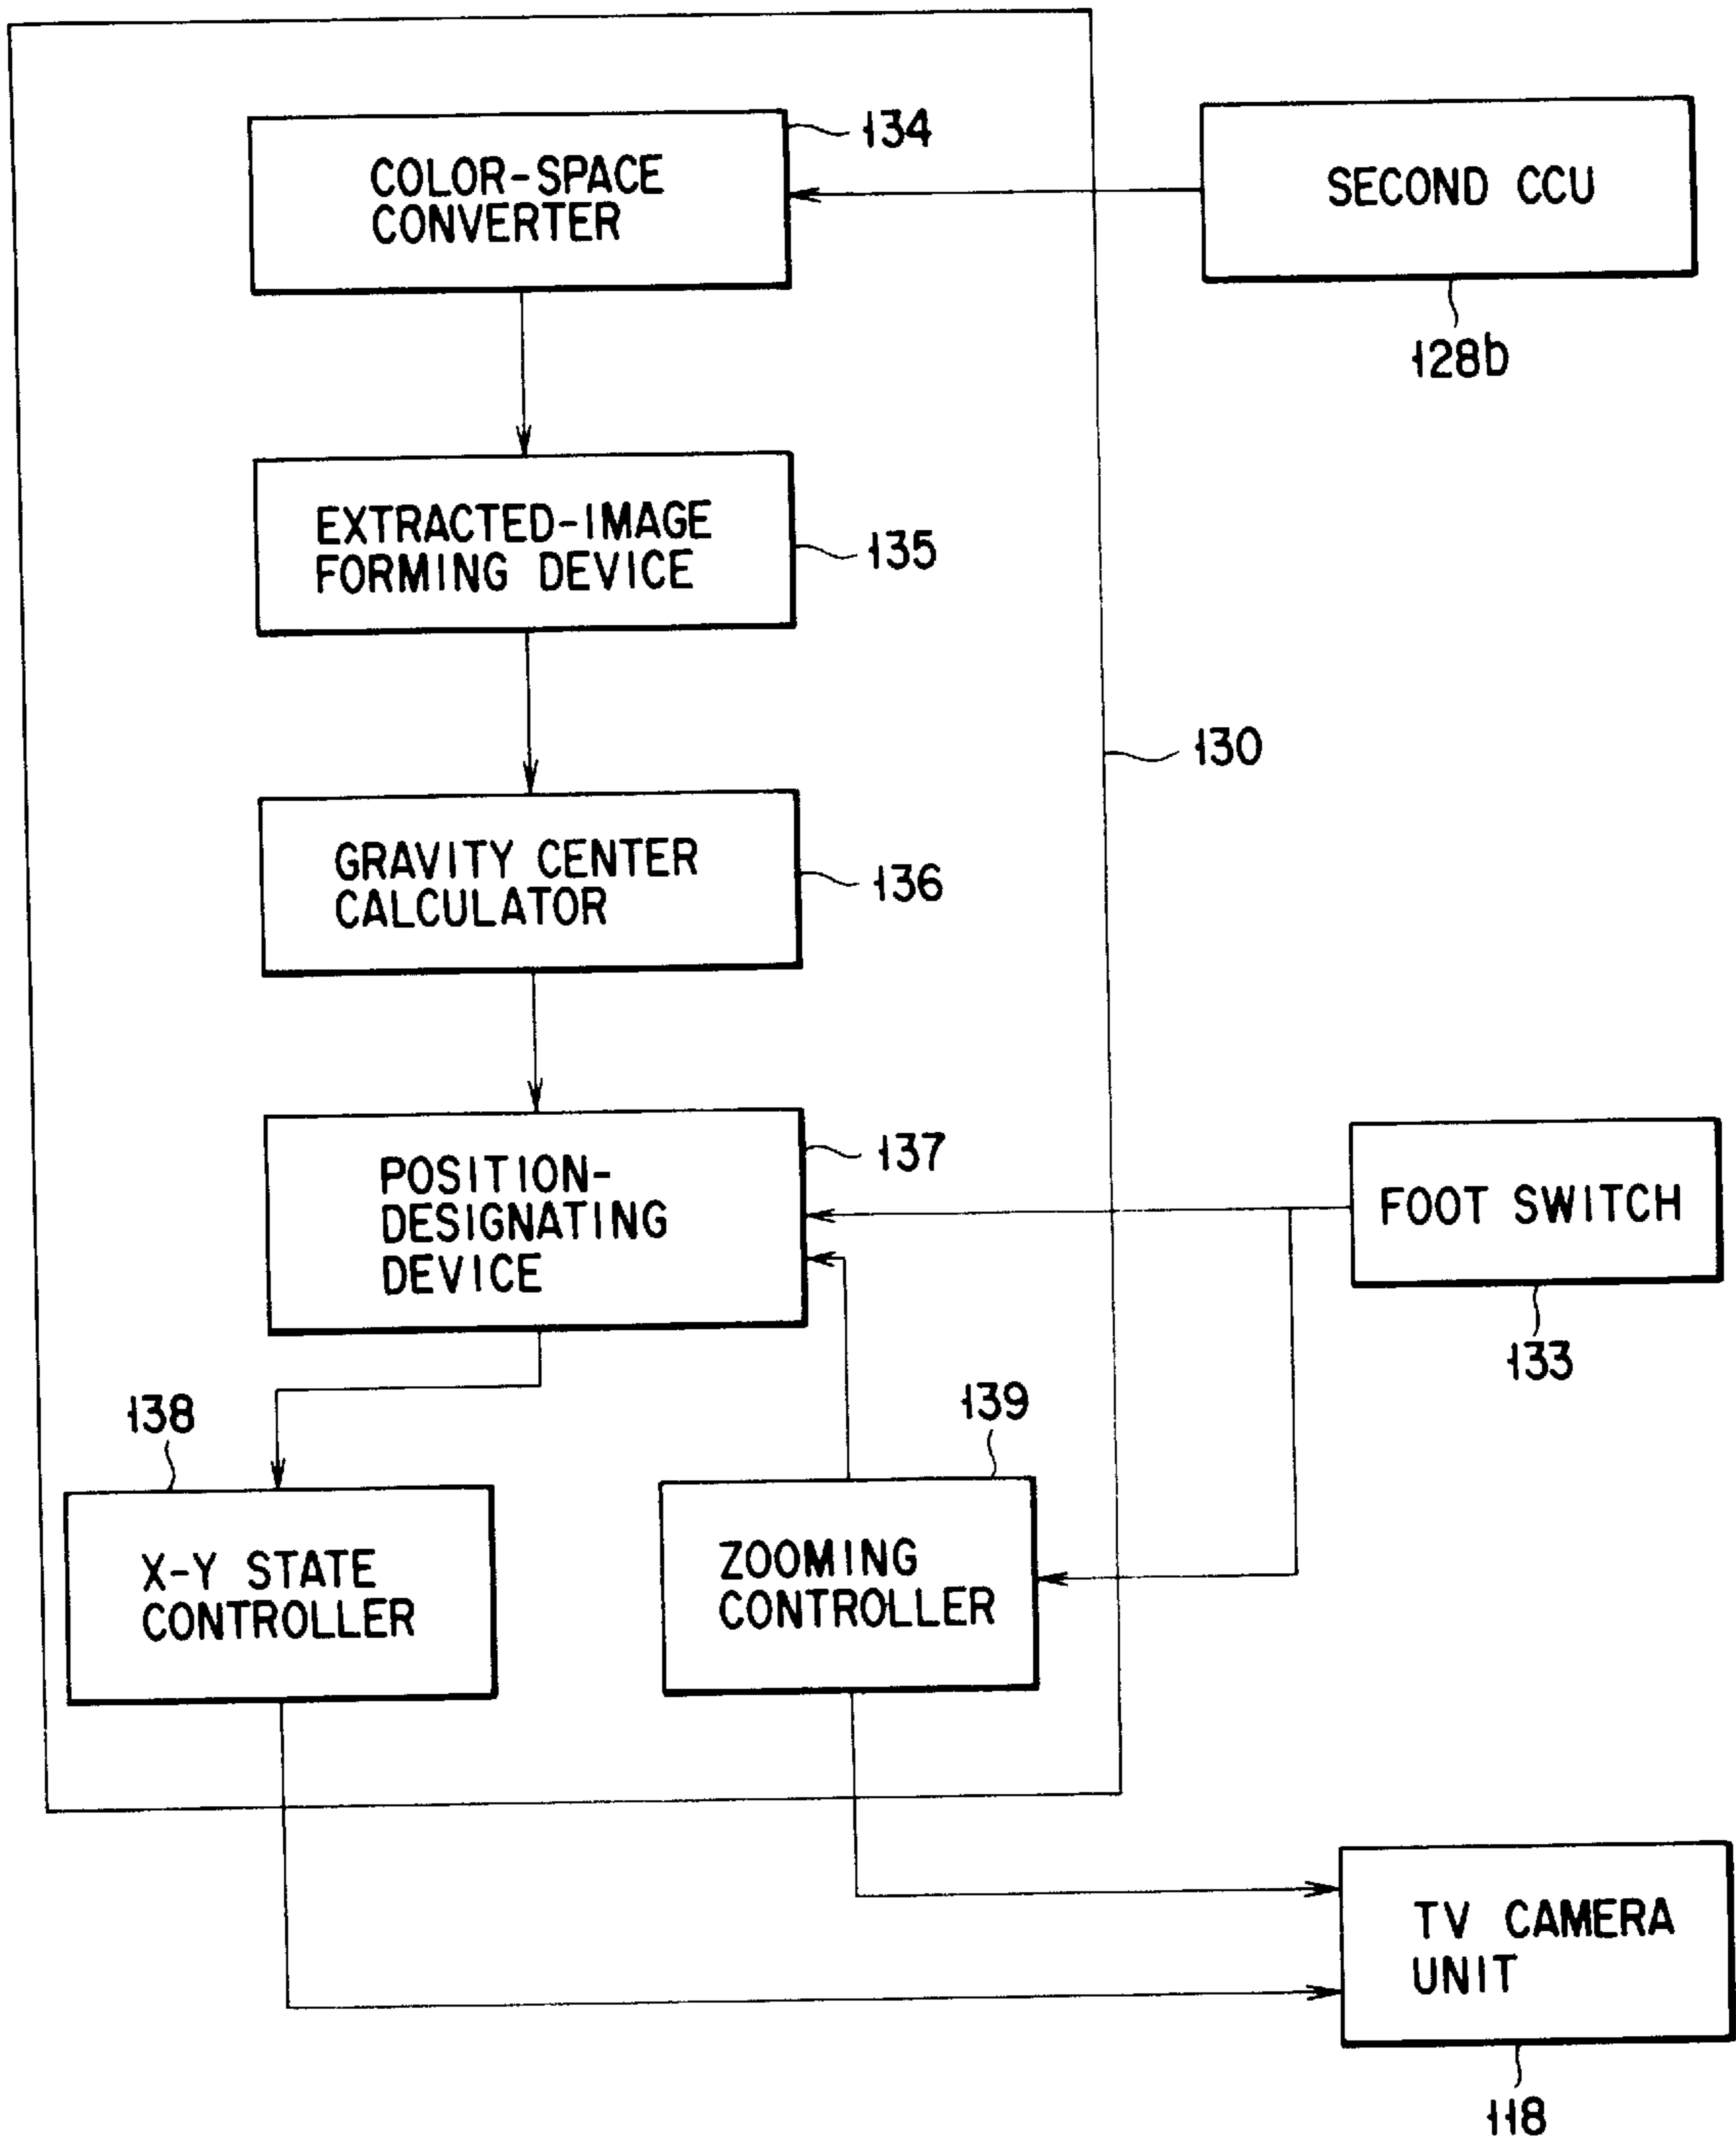 134
COLOR-SPACE
CONVERTER
SECOND CCU
128b
EXTRACTED-IMAGE
FORMING DEVICE
135
130
GRAVITY CENTER
CALCULATOR
136
POSITION-
DESIGNATING
DEVICE
137
FOOT SWITCH
133
138
139
X-Y STATE
CONTROLLER
ZOOMING
CONTROLLER
TV CAMERA
UNIT
118